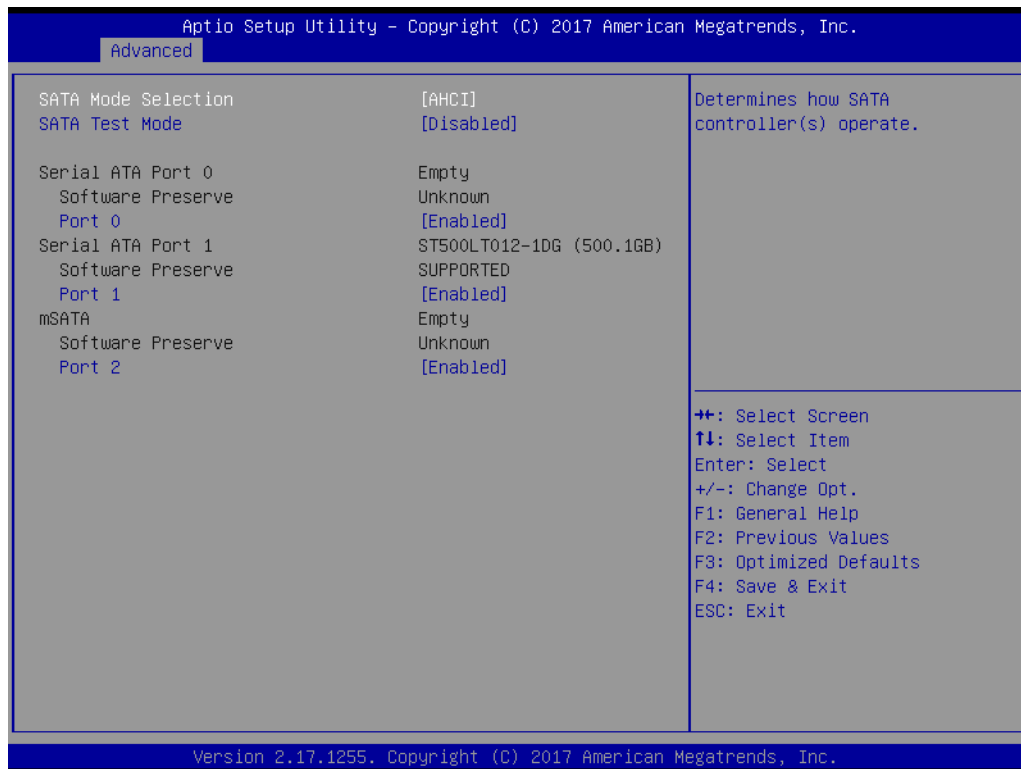 Aptio Setup Utility – Copyright (C) 2017 American Megatrends, Inc.
Advanced
SATA Mode Selection [AHCI]
SATA Test Mode [Disabled]
Serial ATA Port 0 Empty
Software Preserve Unknown
Port 0 [Enabled]
Serial ATA Port 1 ST500LT012-1DG (500.1GB)
Software Preserve SUPPORTED
Port 1 [Enabled]
mSATA Empty
Software Preserve Unknown
Port 2 [Enabled]
Determines how SATA
controller(s) operate.
→←: Select Screen
↑↓: Select Item
Enter: Select
+/-: Change Opt.
F1: General Help
F2: Previous Values
F3: Optimized Defaults
F4: Save & Exit
ESC: Exit
Version 2.17.1255. Copyright (C) 2017 American Megatrends, Inc.